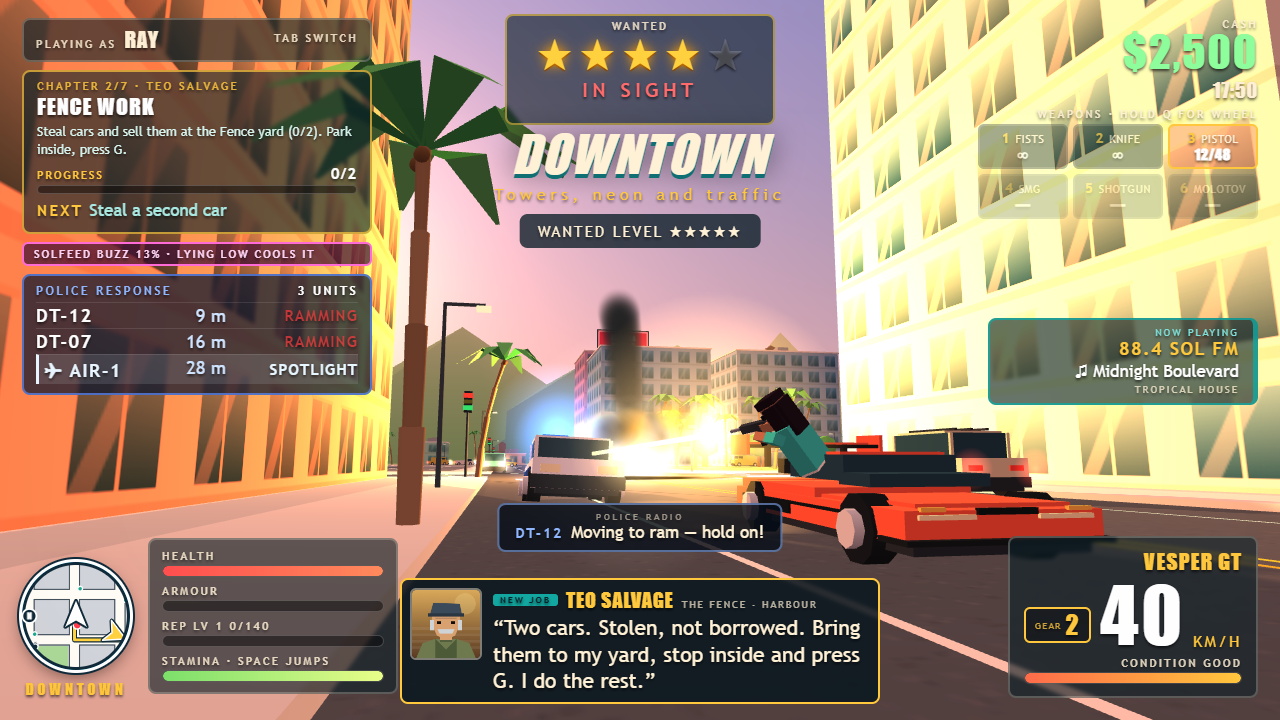 PLAYING AS RAY
TAB SWITCH
CHAPTER 2/7 · TEO SALVAGE
FENCE WORK
Steal cars and sell them at the Fence yard (0/2). Park
inside, press G.
PROGRESS 0/2
NEXT Steal a second car
SOLFEED BUZZ 13% · LYING LOW COOLS IT
POLICE RESPONSE 3 UNITS
DT-12 9 m RAMMING
DT-07 16 m RAMMING
AIR-1 28 m SPOTLIGHT
WANTED
IN SIGHT
DOWNTOWN
Towers, neon and traffic
WANTED LEVEL ★★★★★
CASH
$2,500
17:50
WEAPONS · HOLD Q FOR WHEEL
1 FISTS ∞
2 KNIFE ∞
3 PISTOL 12/48
4 SMG —
5 SHOTGUN —
6 MOLOTOV —
NOW PLAYING
88.4 SOL FM
♫ Midnight Boulevard
TROPICAL HOUSE
POLICE RADIO
DT-12 Moving to ram — hold on!
NEW JOB TEO SALVAGE THE FENCE · HARBOUR
“Two cars. Stolen, not borrowed. Bring
them to my yard, stop inside and press
G. I do the rest.”
HEALTH
ARMOUR
REP LV 1 0/140
STAMINA · SPACE JUMPS
DOWNTOWN
VESPER GT
GEAR 2 40 KM/H
CONDITION GOOD